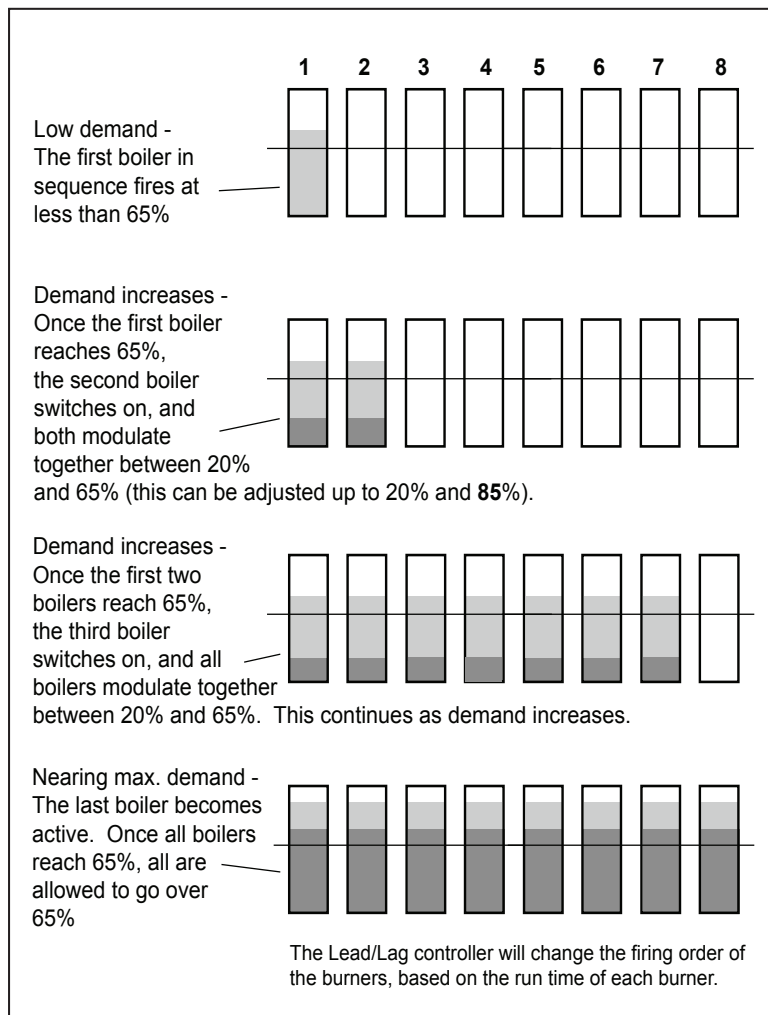 1 2 3 4 5 6 7 8
Low demand -
The first boiler in
sequence fires at
less than 65%
Demand increases -
Once the first boiler
reaches 65%,
the second boiler
switches on, and
both modulate
together between 20%
and 65% (this can be adjusted up to 20% and 85%).
Demand increases -
Once the first two
boilers reach 65%,
the third boiler
switches on, and all
boilers modulate together
between 20% and 65%.  This continues as demand increases.
Nearing max. demand -
The last boiler becomes
active.  Once all boilers
reach 65%, all are
allowed to go over
65%
The Lead/Lag controller will change the firing order of
the burners, based on the run time of each burner.